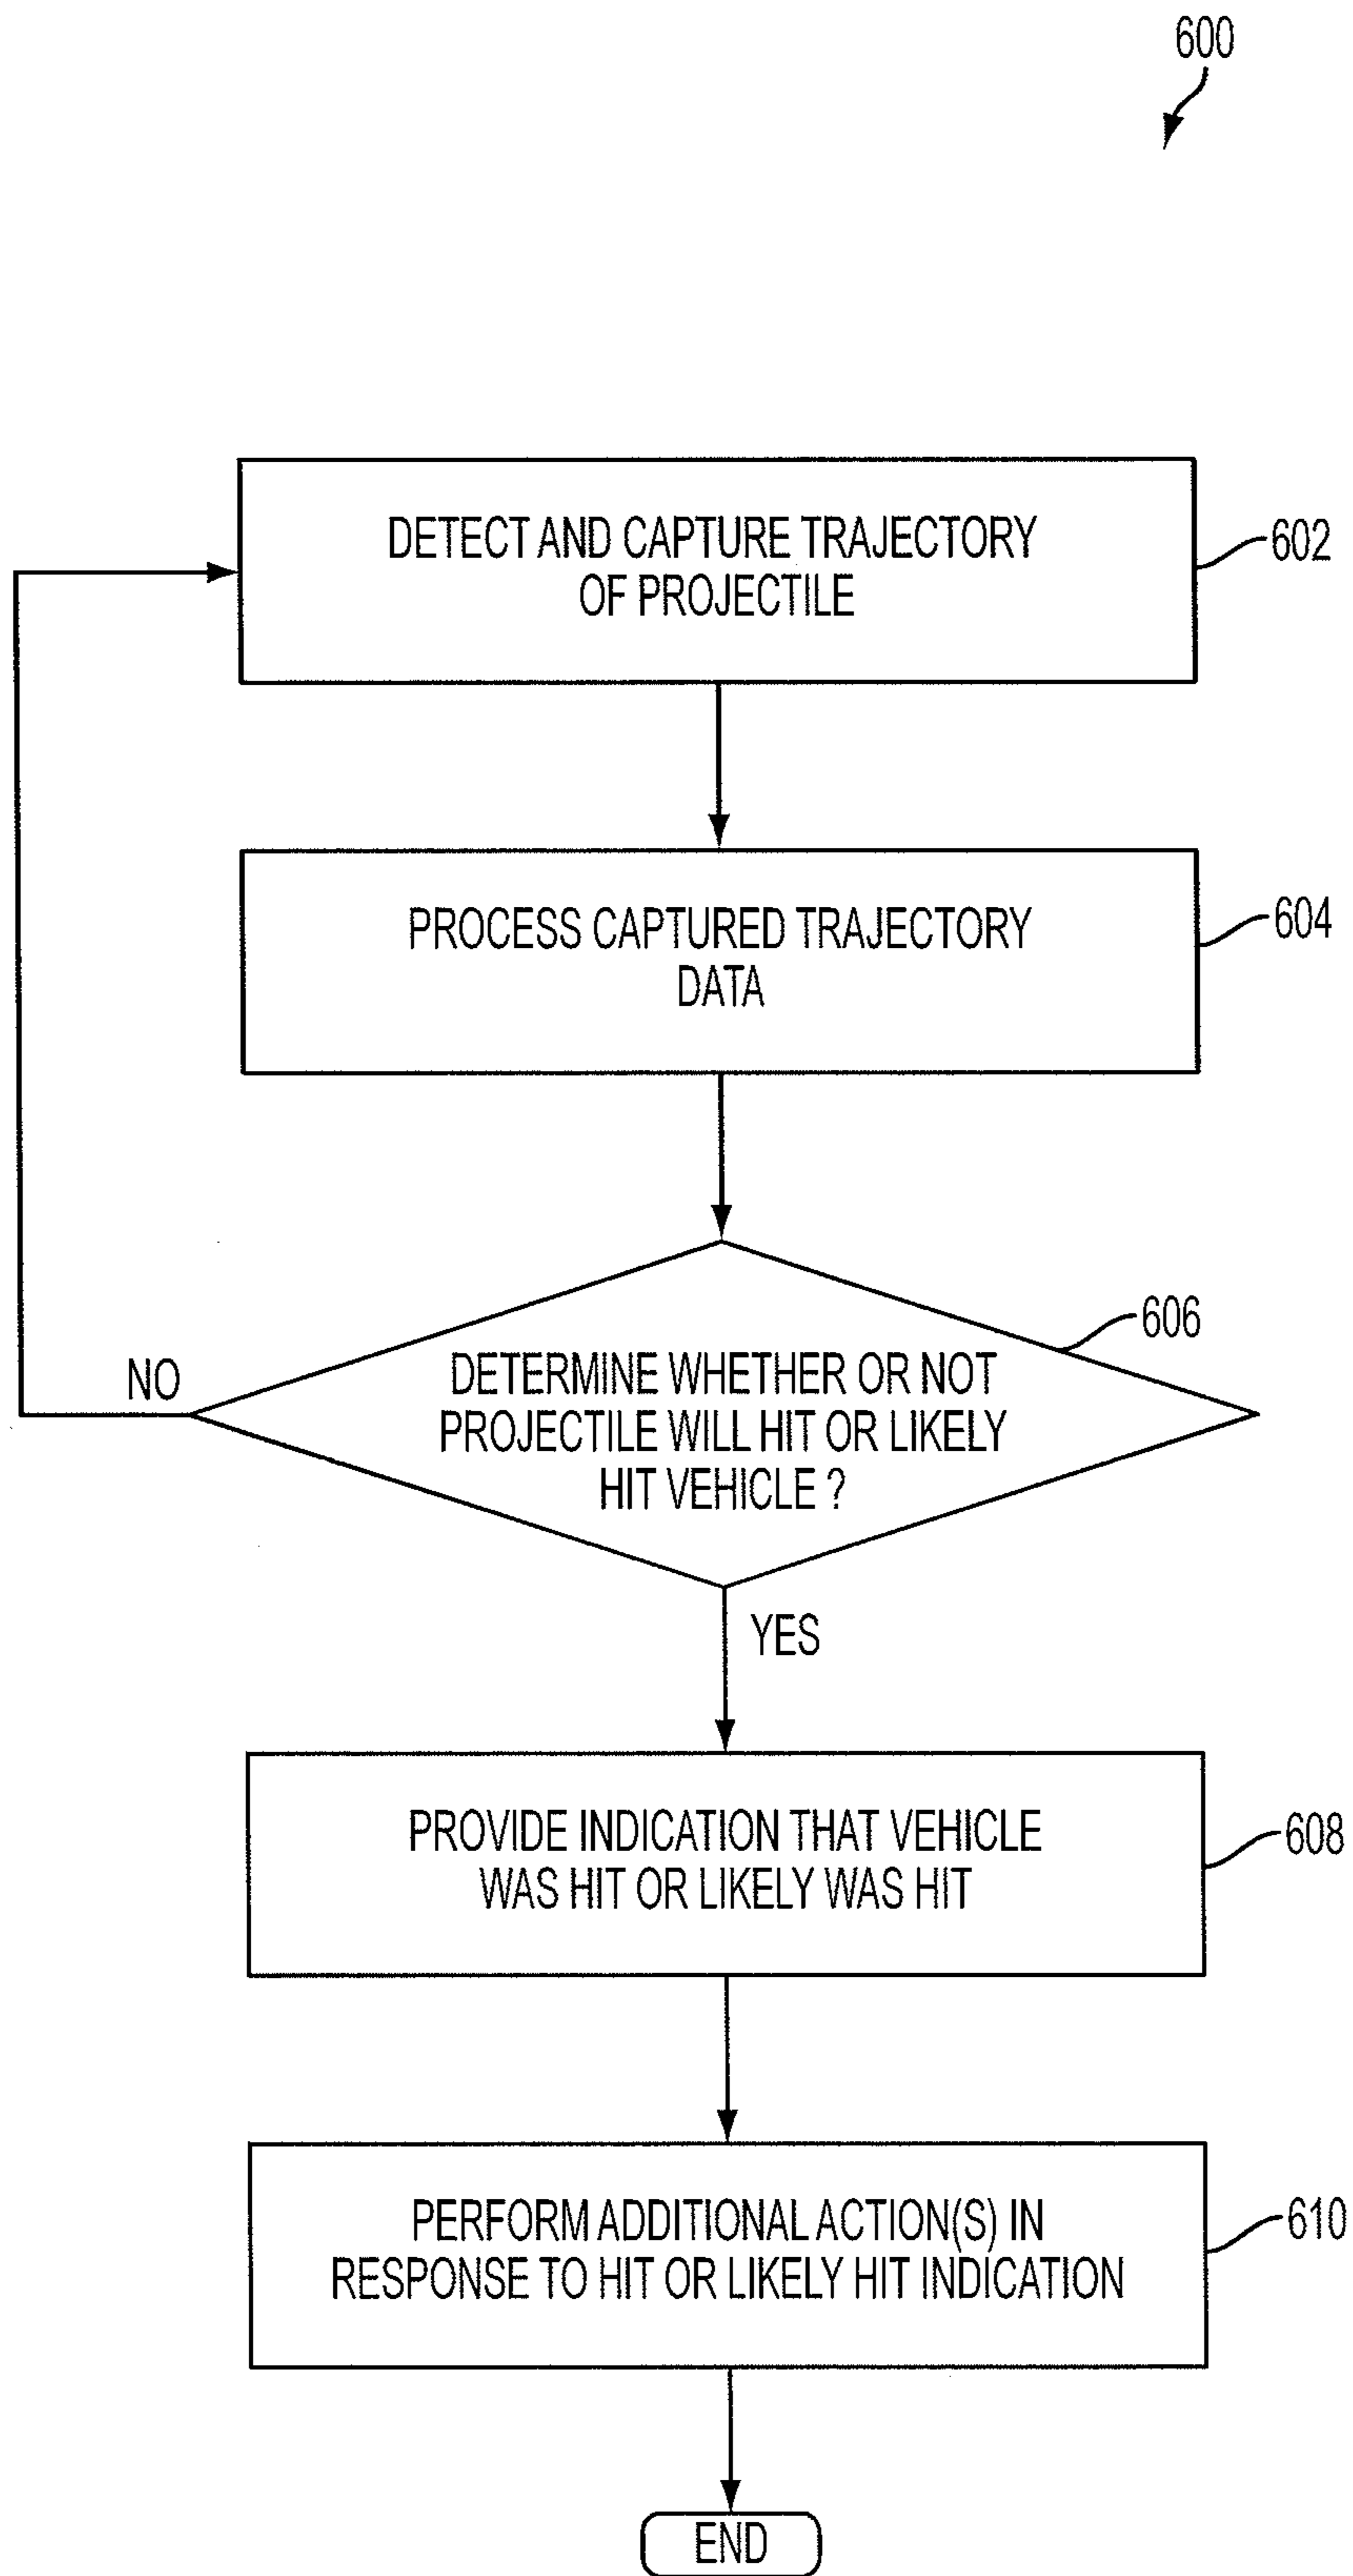 600
DETECT AND CAPTURE TRAJECTORY
OF PROJECTILE
602
PROCESS CAPTURED TRAJECTORY
DATA
604
606
DETERMINE WHETHER OR NOT
PROJECTILE WILL HIT OR LIKELY
HIT VEHICLE ?
NO
YES
PROVIDE INDICATION THAT VEHICLE
WAS HIT OR LIKELY WAS HIT
608
PERFORM ADDITIONAL ACTION(S) IN
RESPONSE TO HIT OR LIKELY HIT INDICATION
610
END